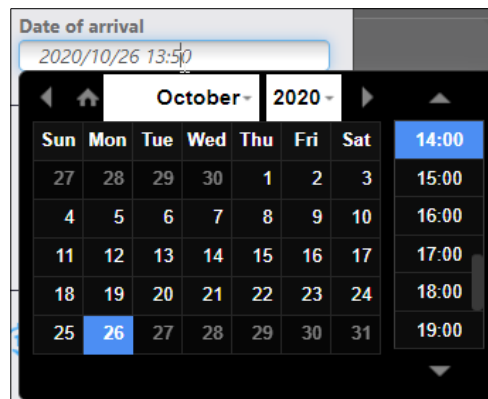 Date of arrival
2020/10/26 13:50
October 2020
Sun Mon Tue Wed Thu Fri Sat 14:00
27 28 29 30 1 2 3 15:00
4 5 6 7 8 9 10 16:00
11 12 13 14 15 16 17 17:00
18 19 20 21 22 23 24 18:00
25 26 27 28 29 30 31 19:00